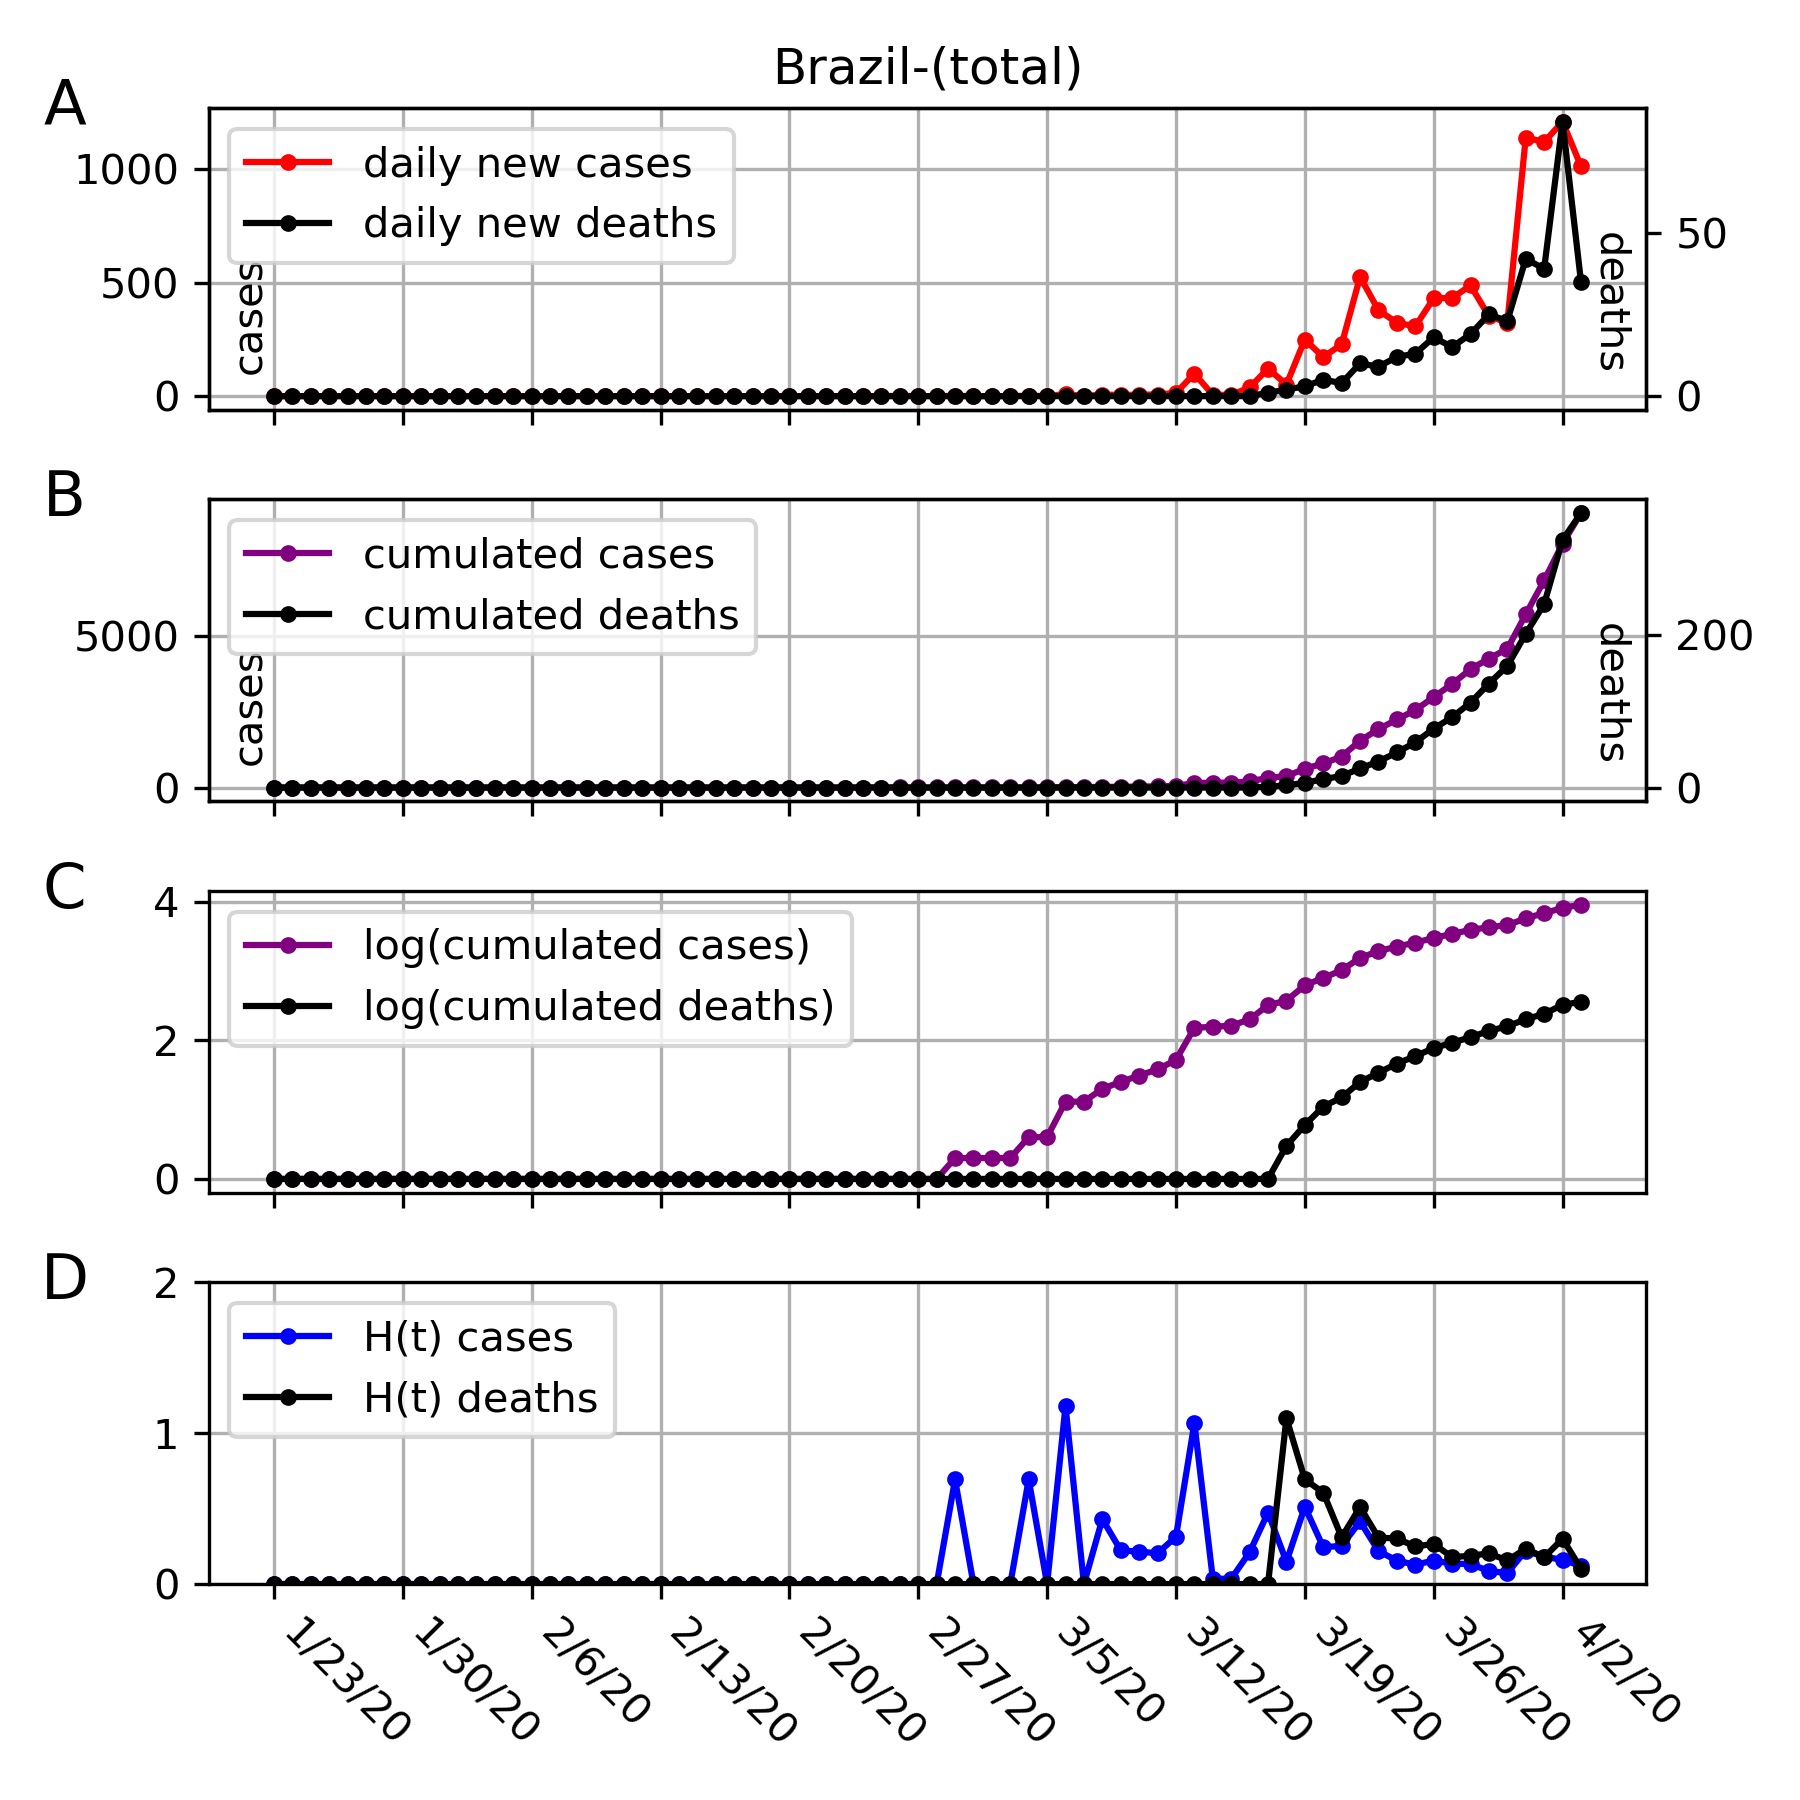 Brazil-(total)
A
daily new cases
daily new deaths
1000
500
0
cases
50
0
deaths
B
cumulated cases
cumulated deaths
5000
0
cases
200
0
deaths
C
log(cumulated cases)
log(cumulated deaths)
4
2
0
D
H(t) cases
H(t) deaths
2
1
0
1/23/20
1/30/20
2/6/20
2/13/20
2/20/20
2/27/20
3/5/20
3/12/20
3/19/20
3/26/20
4/2/20